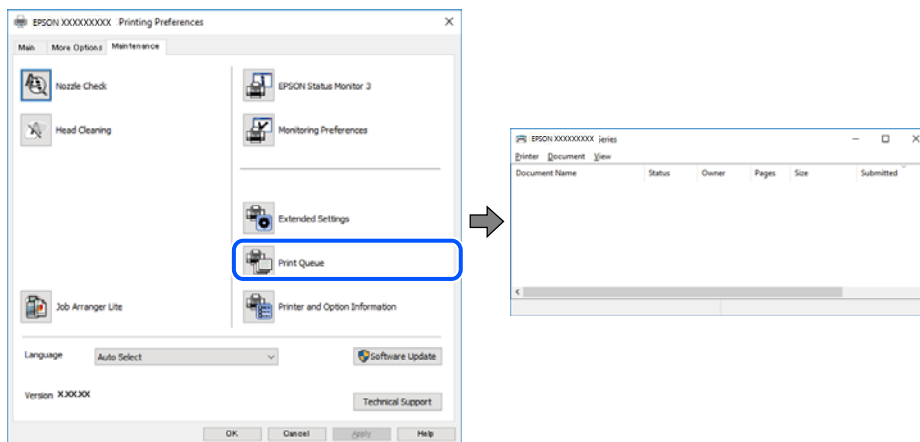 EPSON XXXXXXXXX Printing Preferences
Main More Options Maintenance
Nozzle Check
Head Cleaning
Job Arranger Lite
EPSON Status Monitor 3
Monitoring Preferences
Extended Settings
Print Queue
Printer and Option Information
Language Auto Select Software Update
Version X.XX.XX
Technical Support
OK Cancel Apply Help
EPSON XXXXXXXXXX ieries
Printer Document View
Document Name Status Owner Pages Size Submitted